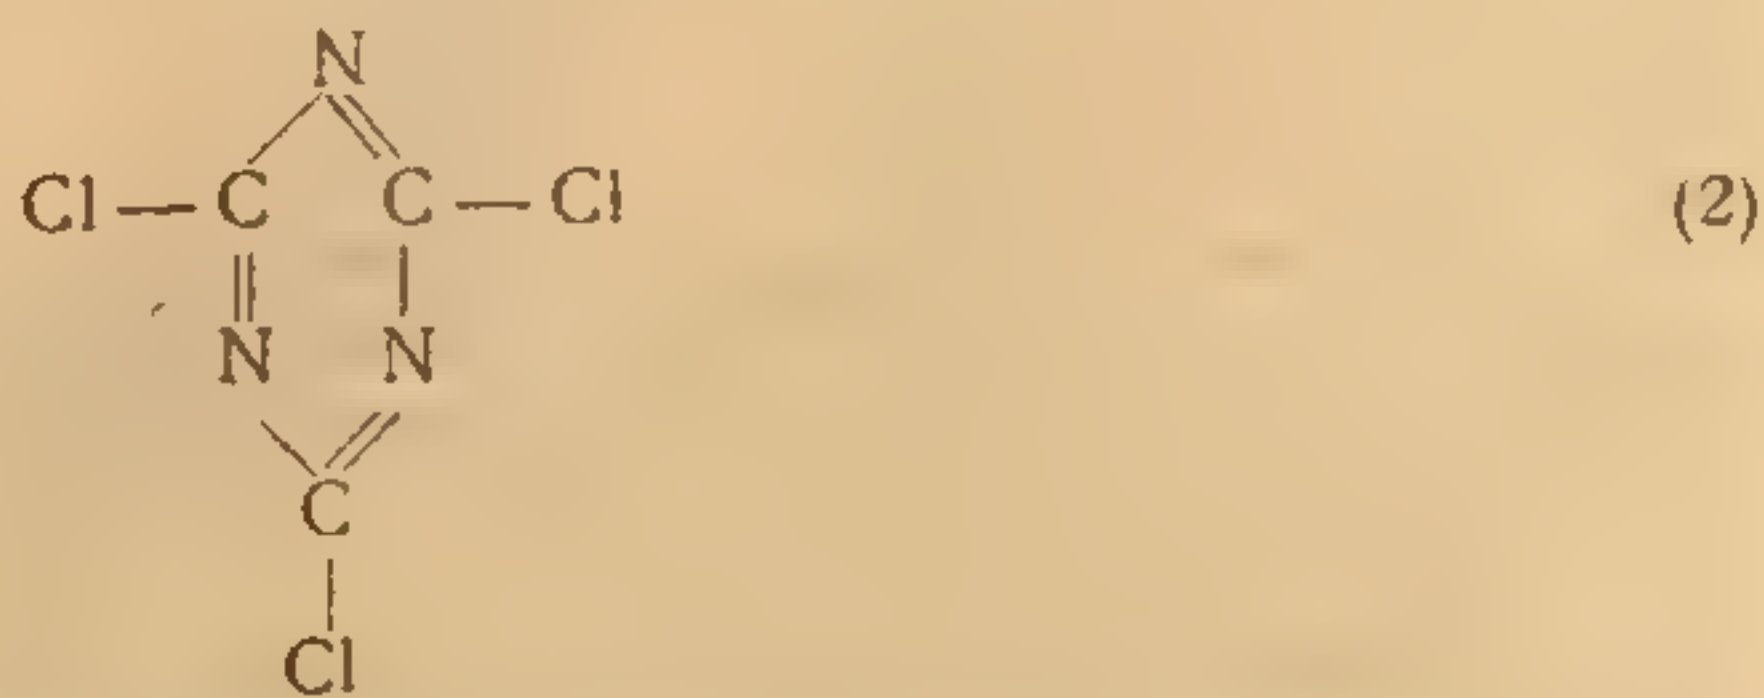 N
Cl — C C — Cl (2)
N N
C
Cl